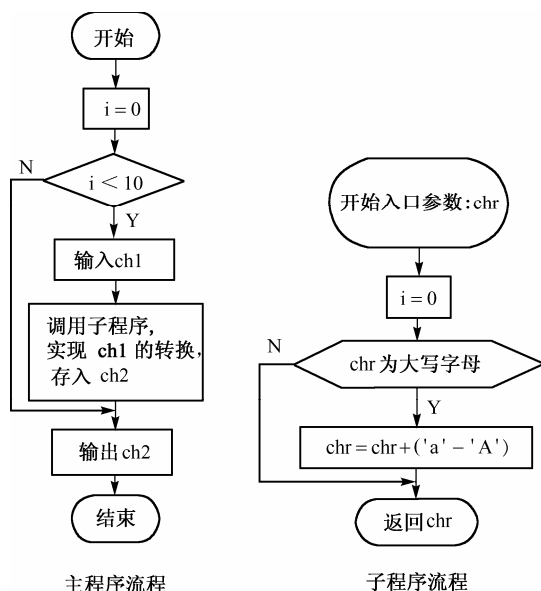 开始
i = 0
N
i < 10
Y
输入ch1
调用子程序,
实现 ch1 的转换,
存入 ch2
输出ch2
结束
主程序流程
开始入口参数:chr
i = 0
N
chr为大写字母
Y
chr = chr + ('a' – 'A')
返回chr
子程序流程